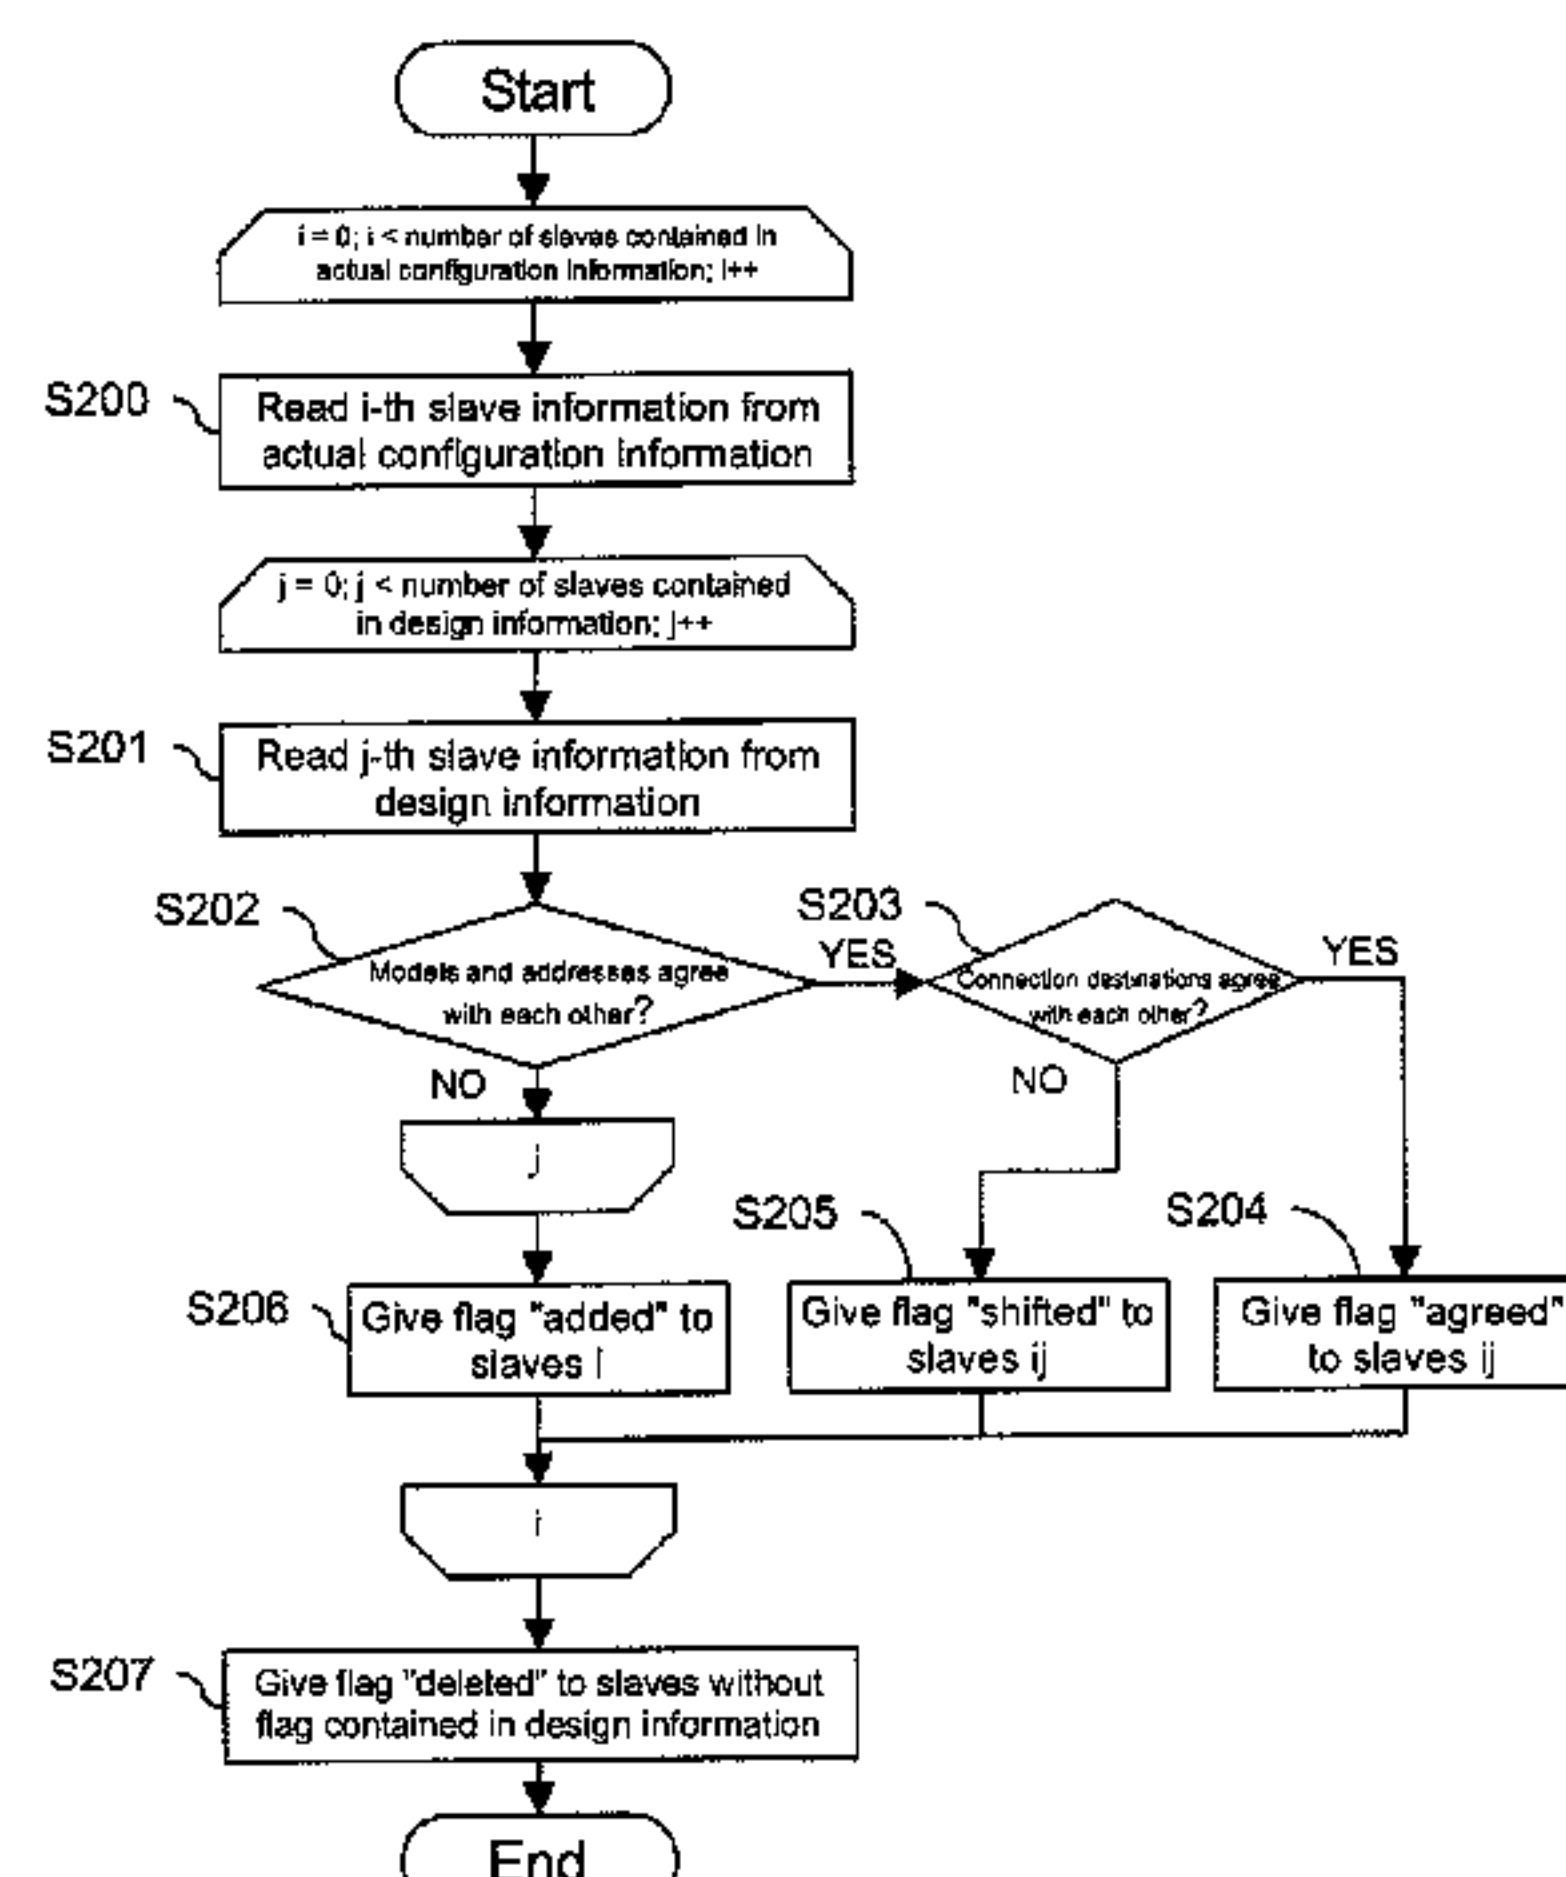 Start
i = 0; i < number of slaves contained in
actual configuration information; i++
S200
Read i-th slave information from
actual configuration information
j = 0; j < number of slaves contained
in design information; j++
S201
Read j-th slave information from
design information
S202
Models and addresses agree
with each other?
YES
NO
S203
Connection destinations agree
with each other?
YES
NO
j
S206
Give flag "added" to
slaves i
S205
Give flag "shifted" to
slaves ij
S204
Give flag "agreed"
to slaves ij
i
S207
Give flag "deleted" to slaves without
flag contained in design information
End